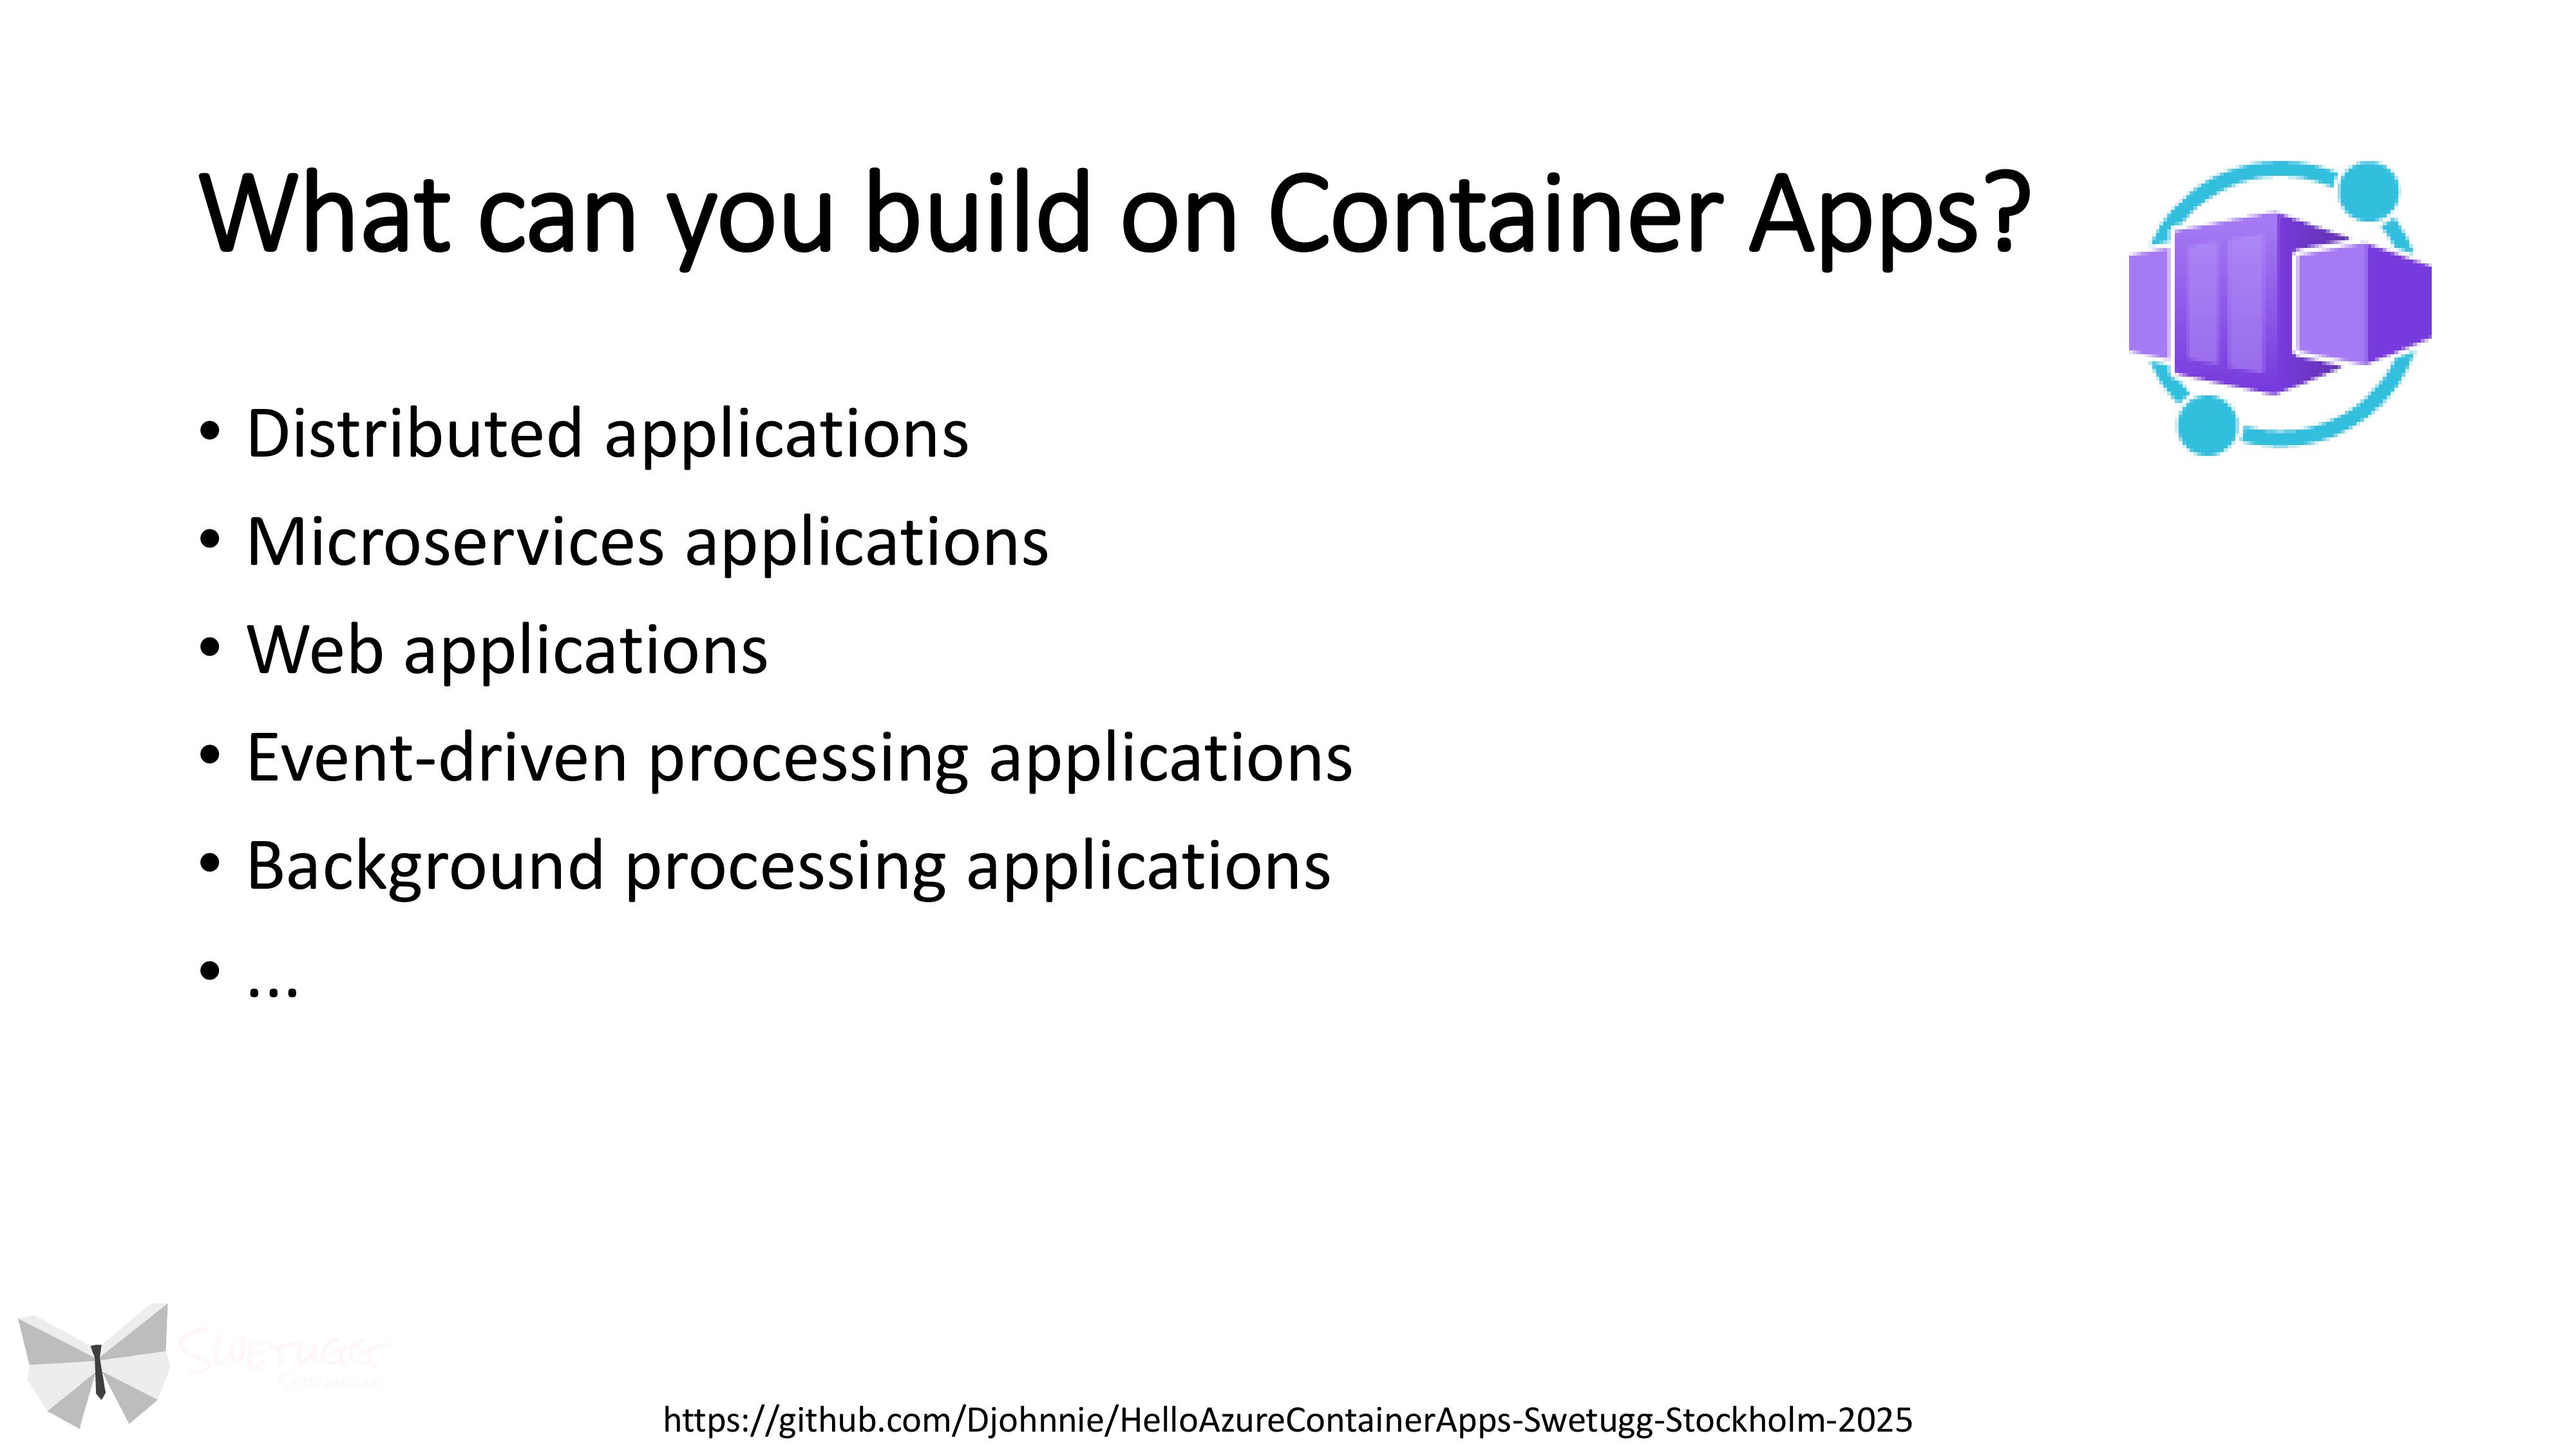 What can you build on Container Apps?
• Distributed applications
• Microservices applications
• Web applications
• Event-driven processing applications
• Background processing applications
• ...
Swetugg
Stockholm
https://github.com/Djohnnie/HelloAzureContainerApps-Swetugg-Stockholm-2025